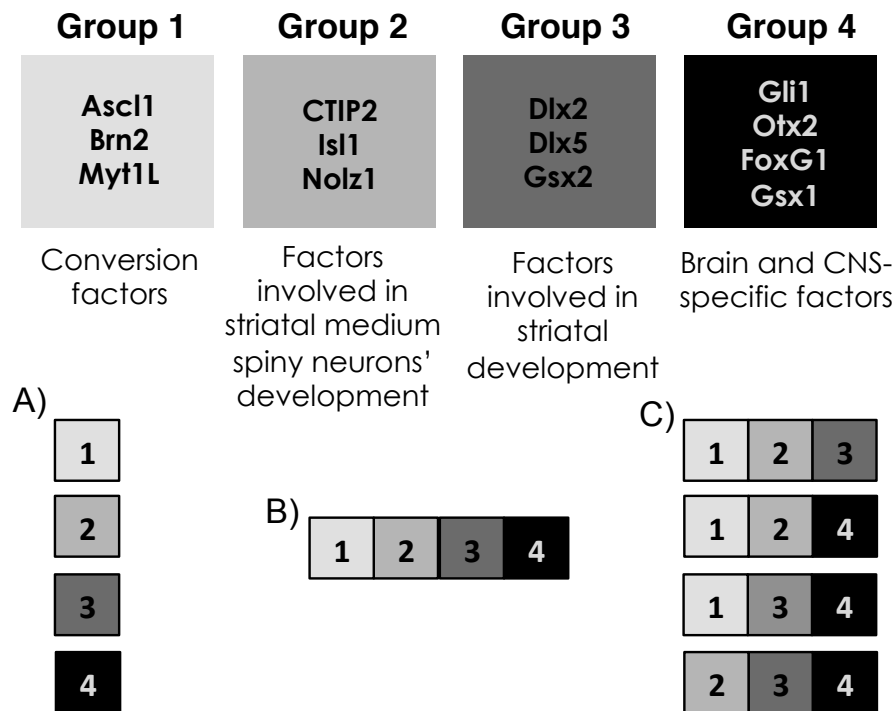 Group 1 Group 2 Group 3 Group 4
Ascl1
Brn2
Myt1L
CTIP2
Isl1
Nolz1
Dlx2
Dlx5
Gsx2
Gli1
Otx2
FoxG1
Gsx1
Conversion
factors
Factors
involved in
striatal medium
spiny neurons’
development
Factors
involved in
striatal
development
Brain and CNS-
specific factors
A)
1
2
3
4
B)
1 2 3 4
C)
1 2 3
1 2 4
1 3 4
2 3 4